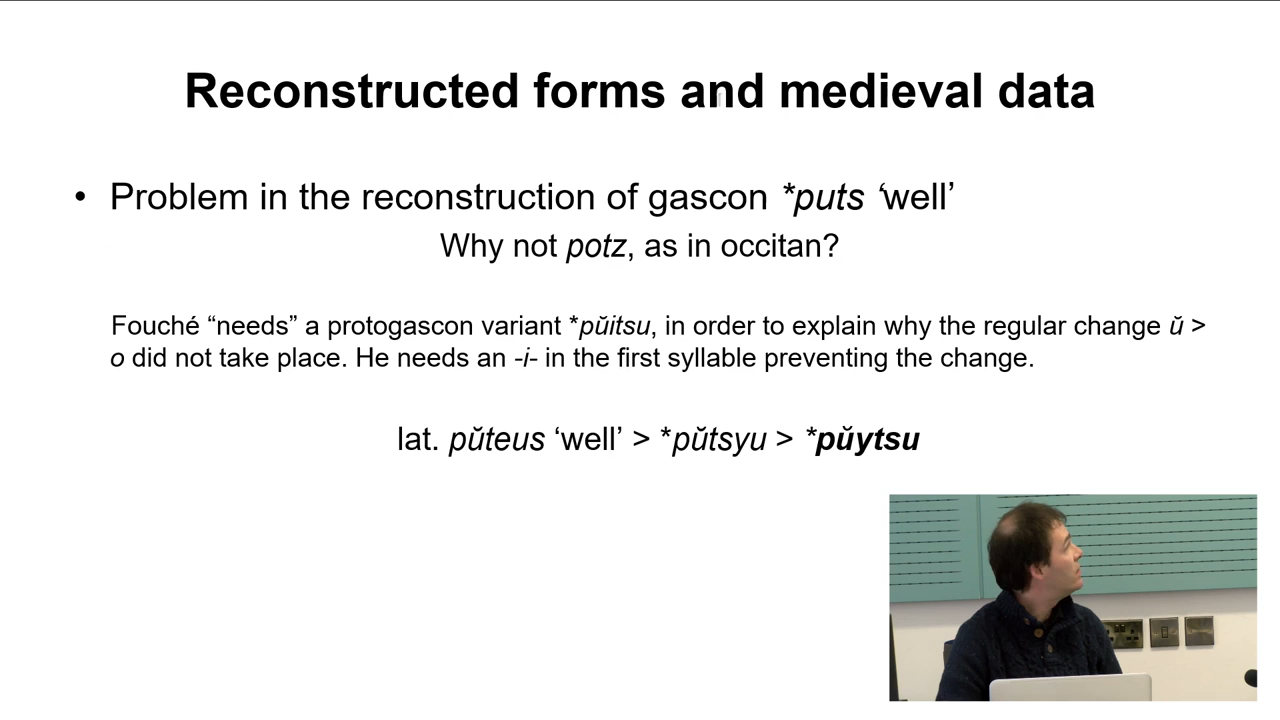 Reconstructed forms and medieval data
• Problem in the reconstruction of gascon *puts ‘well’
Why not potz, as in occitan?
Fouché “needs” a protogascon variant *pŭitsu, in order to explain why the regular change ŭ >
o did not take place. He needs an -i- in the first syllable preventing the change.
lat. pŭteus ‘well’ > *pŭtsyu > *pŭytsu